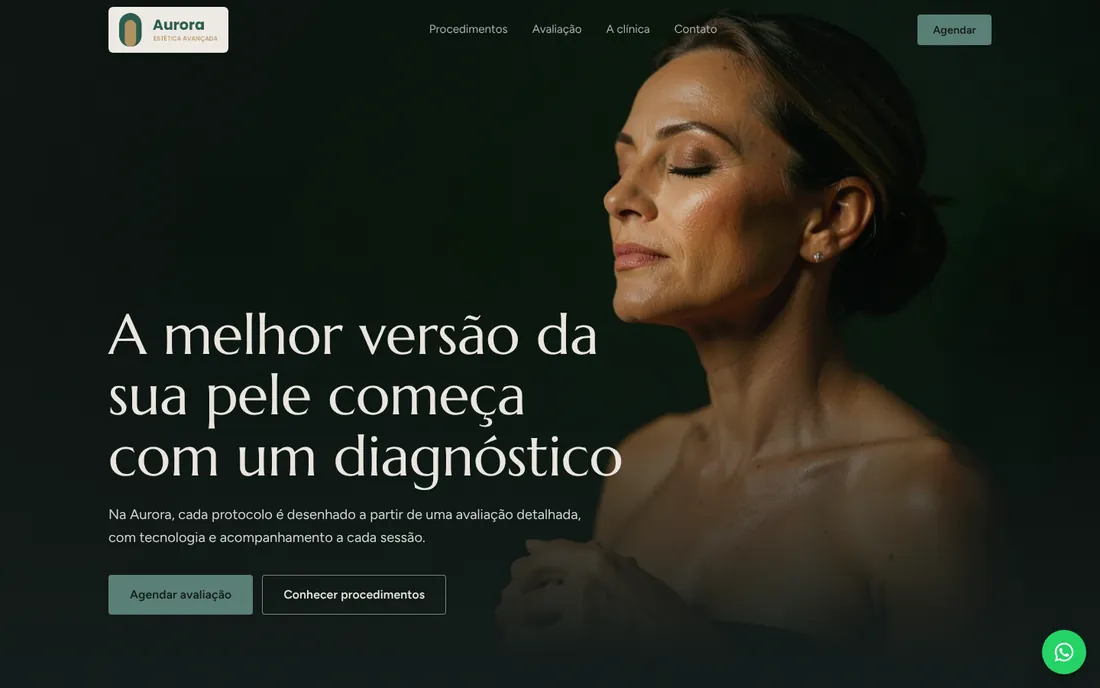 Aurora
ESTÉTICA AVANÇADA
Procedimentos
Avaliação
A clínica
Contato
Agendar
A melhor versão da
sua pele começa
com um diagnóstico
Na Aurora, cada protocolo é desenhado a partir de uma avaliação detalhada,
com tecnologia e acompanhamento a cada sessão.
Agendar avaliação
Conhecer procedimentos